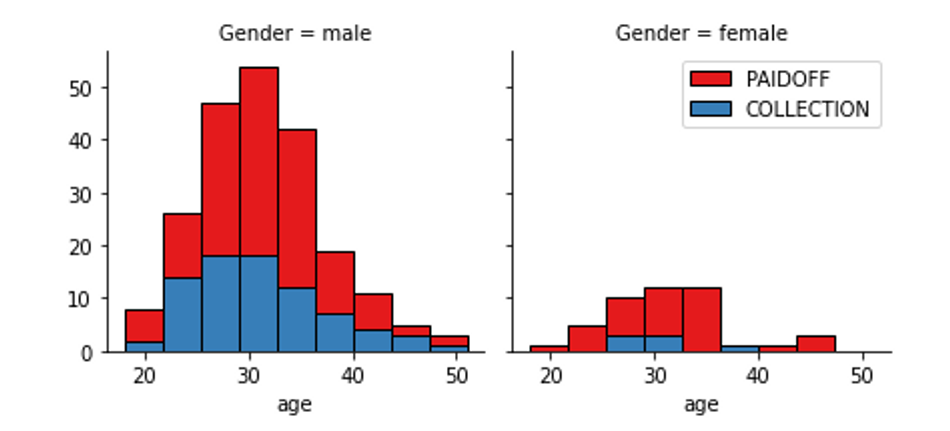 Gender = male
Gender = female
PAIDOFF
COLLECTION
50
40
30
20
10
0
20 30 40 50
20 30 40 50
age
age